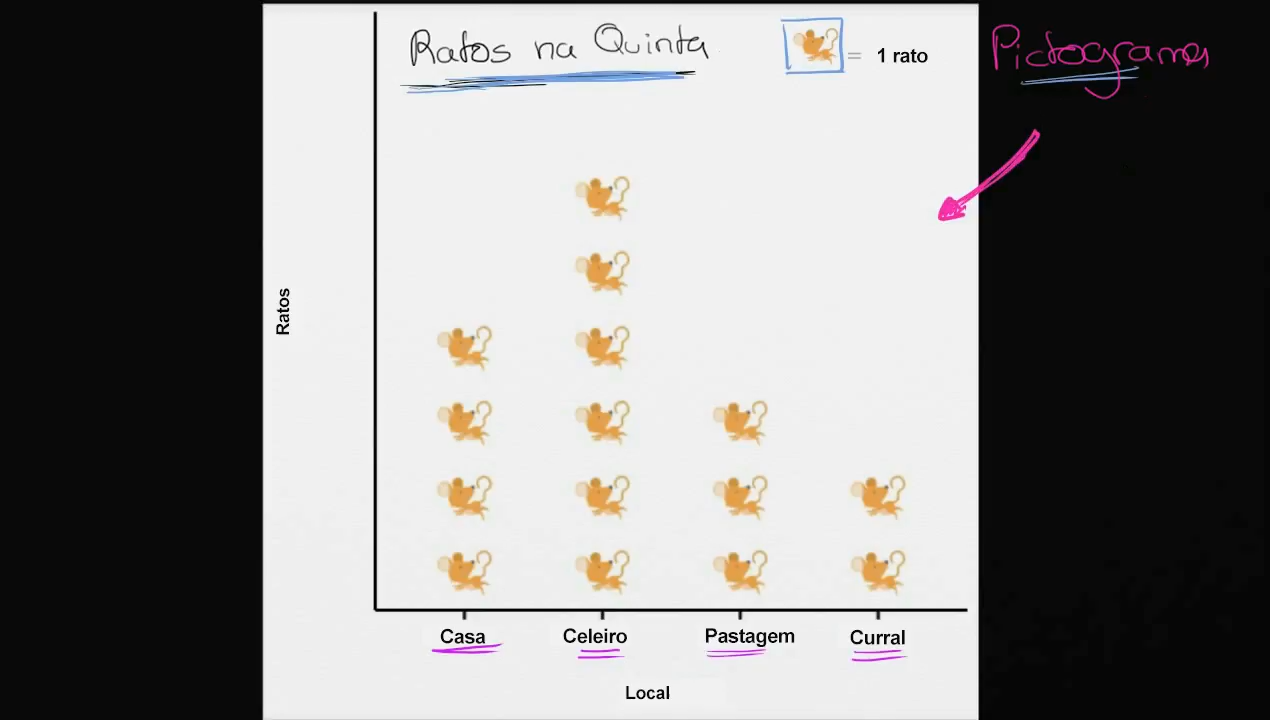 Ratos na Quinta
= 1 rato
Pictogramas
Ratos
Casa
Celeiro
Pastagem
Curral
Local